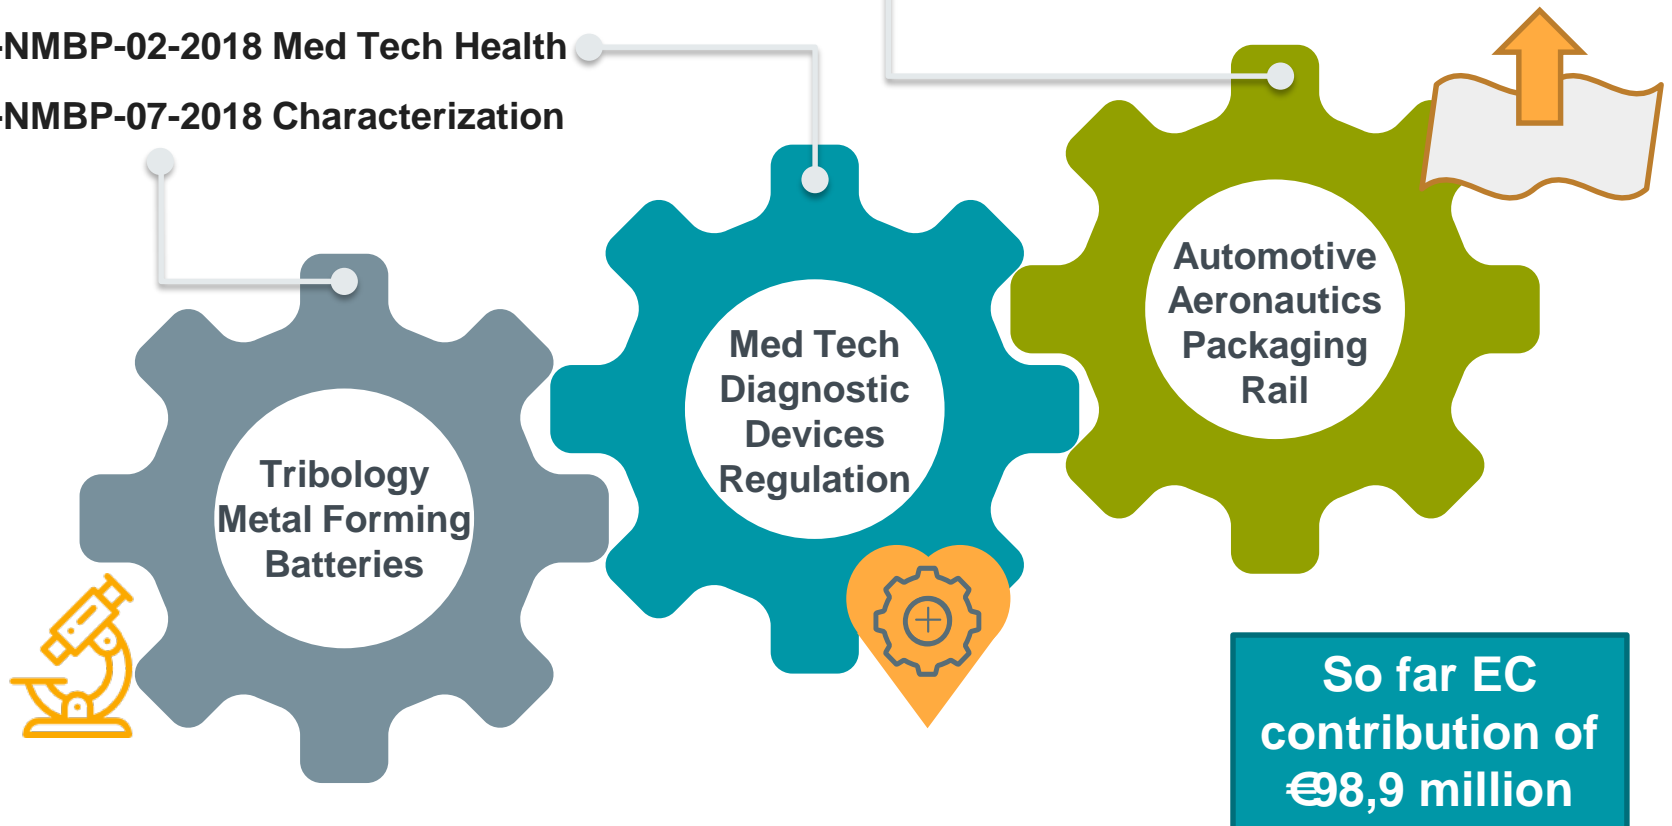 -NMBP-02-2018 Med Tech Health
-NMBP-07-2018 Characterization
Tribology
Metal Forming
Batteries
Med Tech
Diagnostic
Devices
Regulation
Automotive
Aeronautics
Packaging
Rail
So far EC
contribution of
€98,9 million